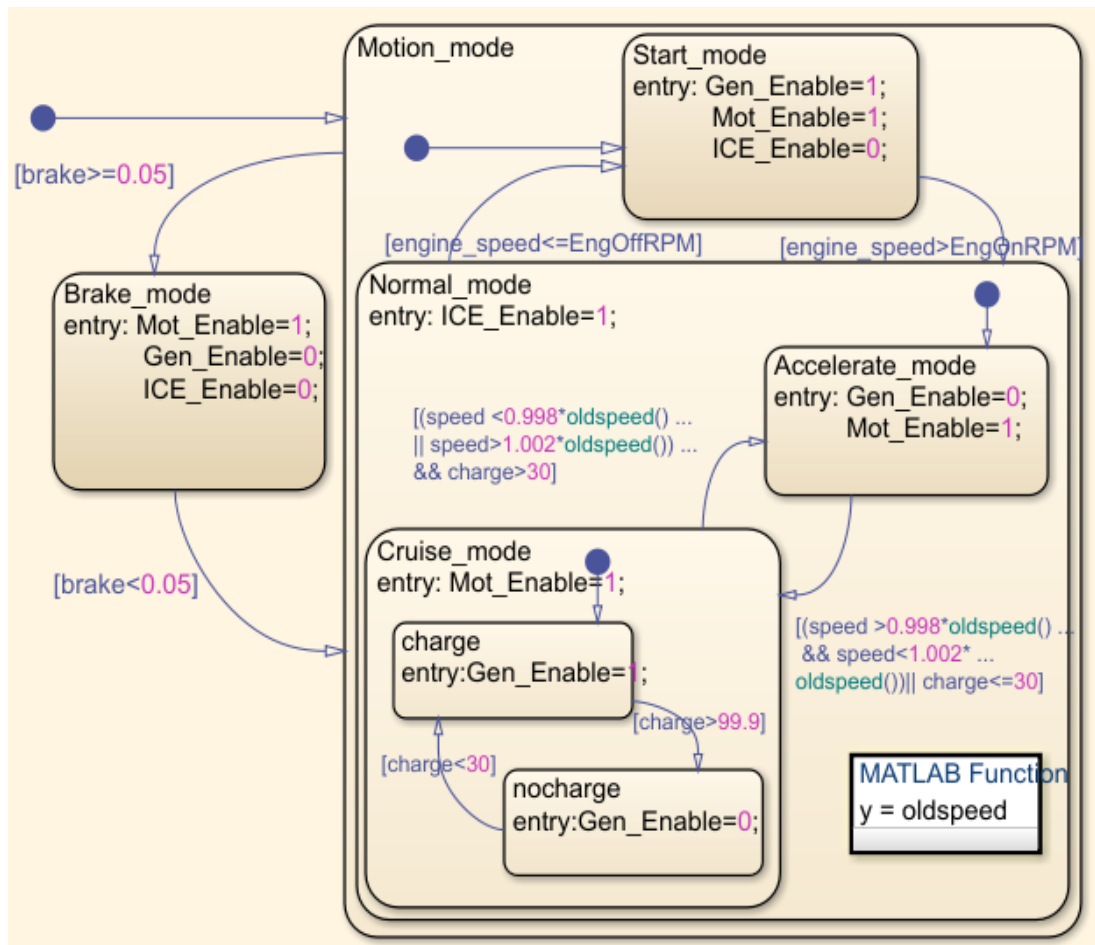 Motion_mode
Start_mode
entry: Gen_Enable=1;
Mot_Enable=1;
ICE_Enable=0;
[brake>=0.05]
[engine_speed<=EngOffRPM]
[engine_speed>EngOnRPM]
Brake_mode
entry: Mot_Enable=1;
Gen_Enable=0;
ICE_Enable=0;
Normal_mode
entry: ICE_Enable=1;
Accelerate_mode
entry: Gen_Enable=0;
Mot_Enable=1;
[(speed <0.998*oldspeed() ...
|| speed>1.002*oldspeed()) ...
&& charge>30]
Cruise_mode
entry: Mot_Enable=1;
[brake<0.05]
charge
entry:Gen_Enable=1;
[(speed >0.998*oldspeed() ...
&& speed<1.002* ...
oldspeed())|| charge<=30]
[charge>99.9]
[charge<30]
nocharge
entry:Gen_Enable=0;
MATLAB Function
y = oldspeed